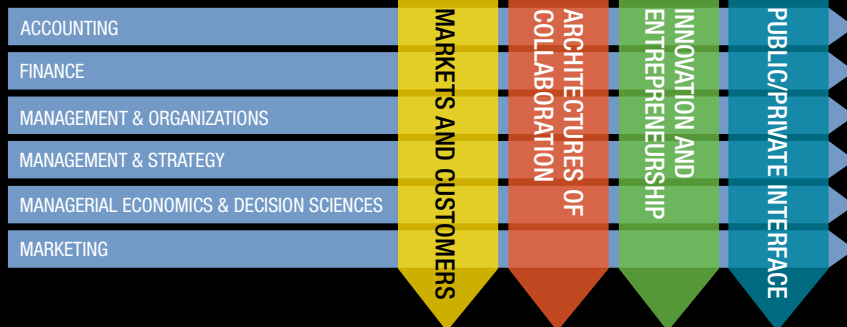 ACCOUNTING
FINANCE
MANAGEMENT & ORGANIZATIONS
MANAGEMENT & STRATEGY
MANAGERIAL ECONOMICS & DECISION SCIENCES
MARKETING
MARKETS AND CUSTOMERS
ARCHITECTURES OF
COLLABORATION
INNOVATION AND
ENTREPRENEURSHIP
PUBLIC/PRIVATE INTERFACE